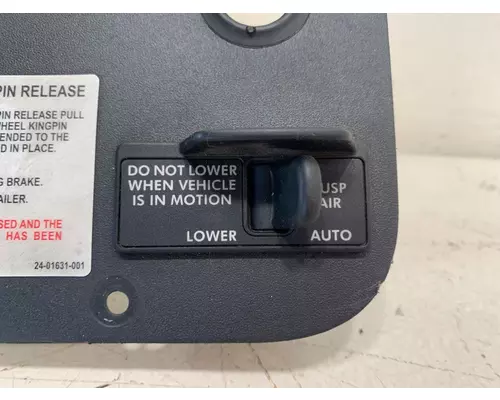 PIN RELEASE
PIN RELEASE PULL
WHEEL KINGPIN
ENDED TO THE
D IN PLACE.
G BRAKE.
AILER.
SED AND THE
HAS BEEN
24-01631-001
DO NOT LOWER
WHEN VEHICLE
IS IN MOTION
LOWER
USP
AIR
AUTO